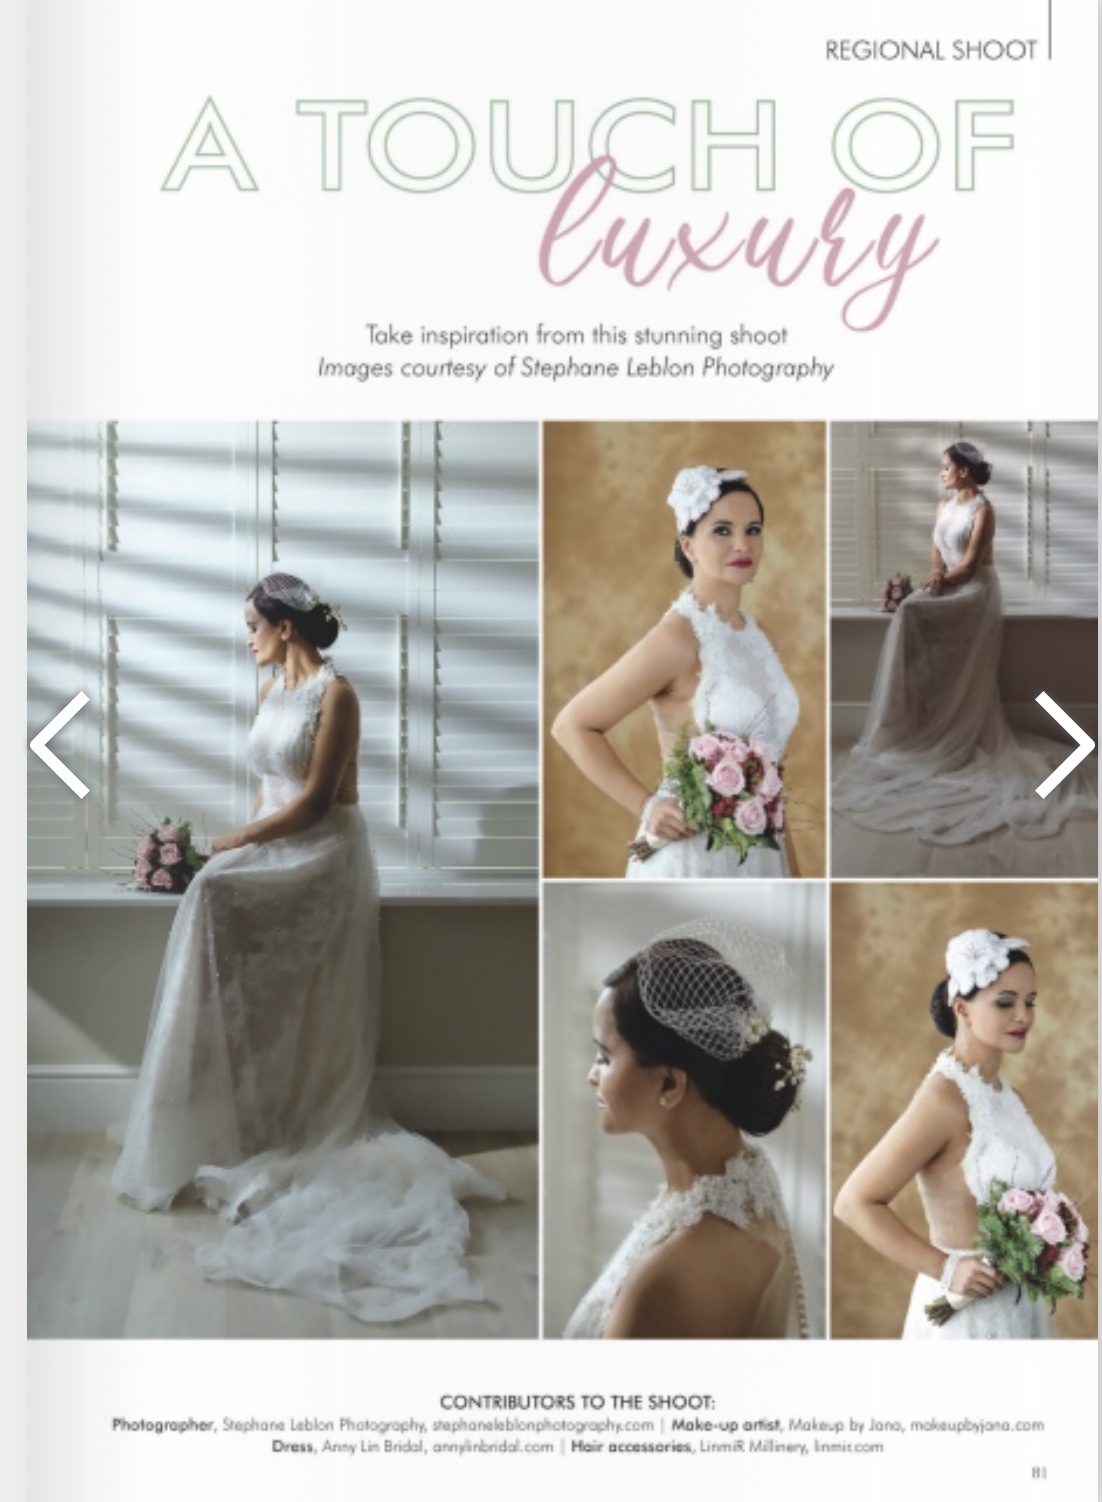 REGIONAL SHOOT
A TOUCH OF
luxury
Take inspiration from this stunning shoot
Images courtesy of Stephane Leblon Photography
CONTRIBUTORS TO THE SHOOT:
Photographer, Stephane Leblon Photography, stephaneleblonphotography.com | Make-up artist, Makeup by Jana, makeupbyjana.com
Dress, Anny Lin Bridal, annylinbridal.com | Hair accessories, LinmiR Millinery, linmir.com
81